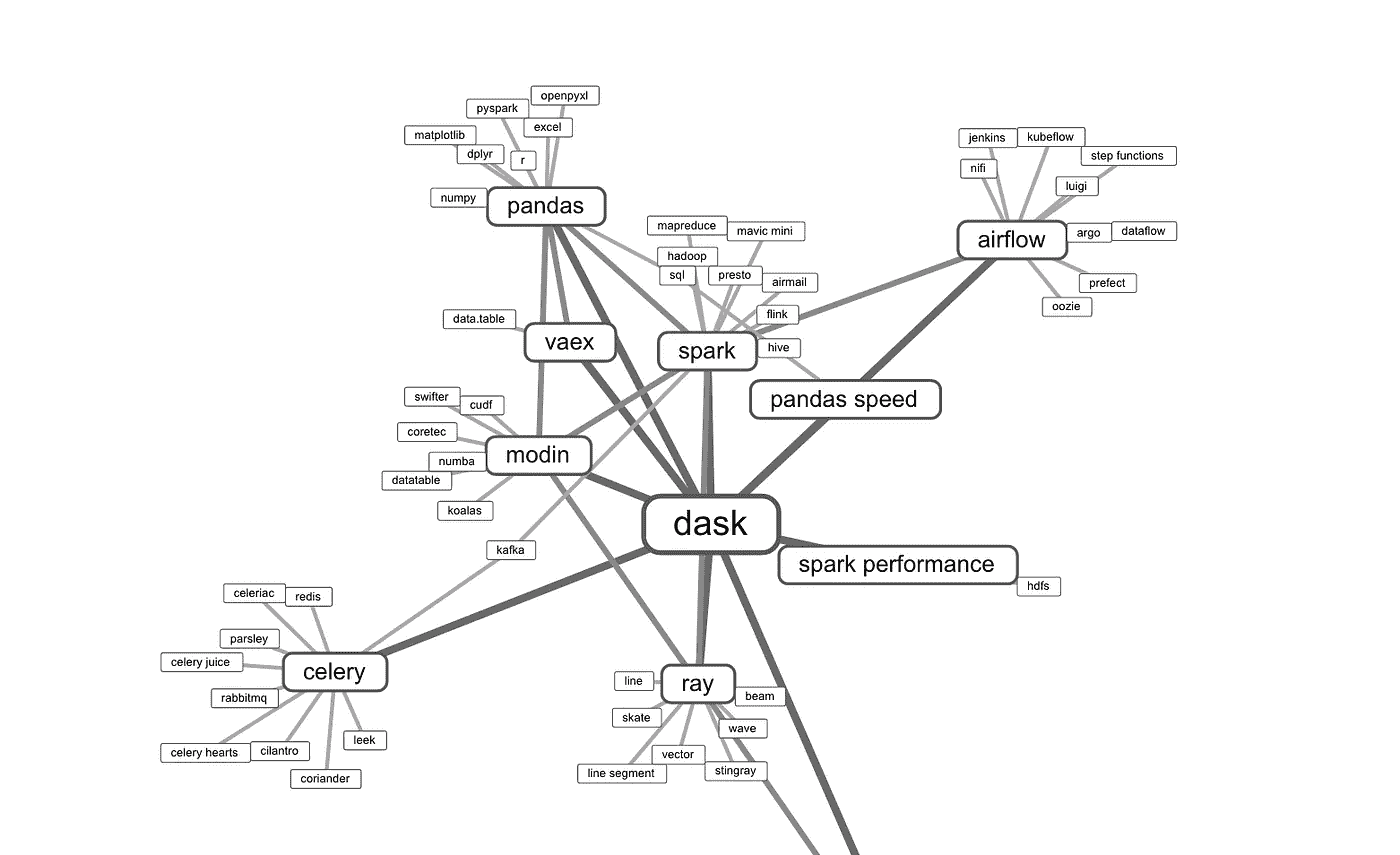 openpyxl
pyspark
excel
matplotlib
dplyr
r
numpy
pandas
jenkins
kubeflow
step functions
nifi
luigi
airflow
argo
dataflow
prefect
oozie
mapreduce
mavic mini
hadoop
sql
presto
airmail
flink
spark
hive
data.table
vaex
pandas speed
swifter
cudf
coretec
modin
numba
datatable
koalas
dask
kafka
spark performance
hdfs
celeriac
redis
parsley
celery juice
celery
rabbitmq
celery hearts
cilantro
leek
coriander
line
ray
beam
skate
wave
vector
line segment
stingray